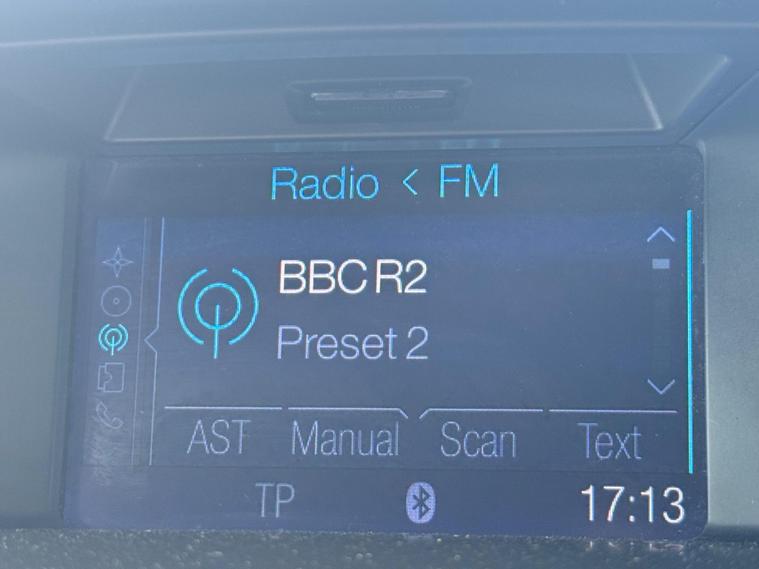 Radio < FM
BBC R2
Preset 2
AST Manual Scan Text
TP 17:13